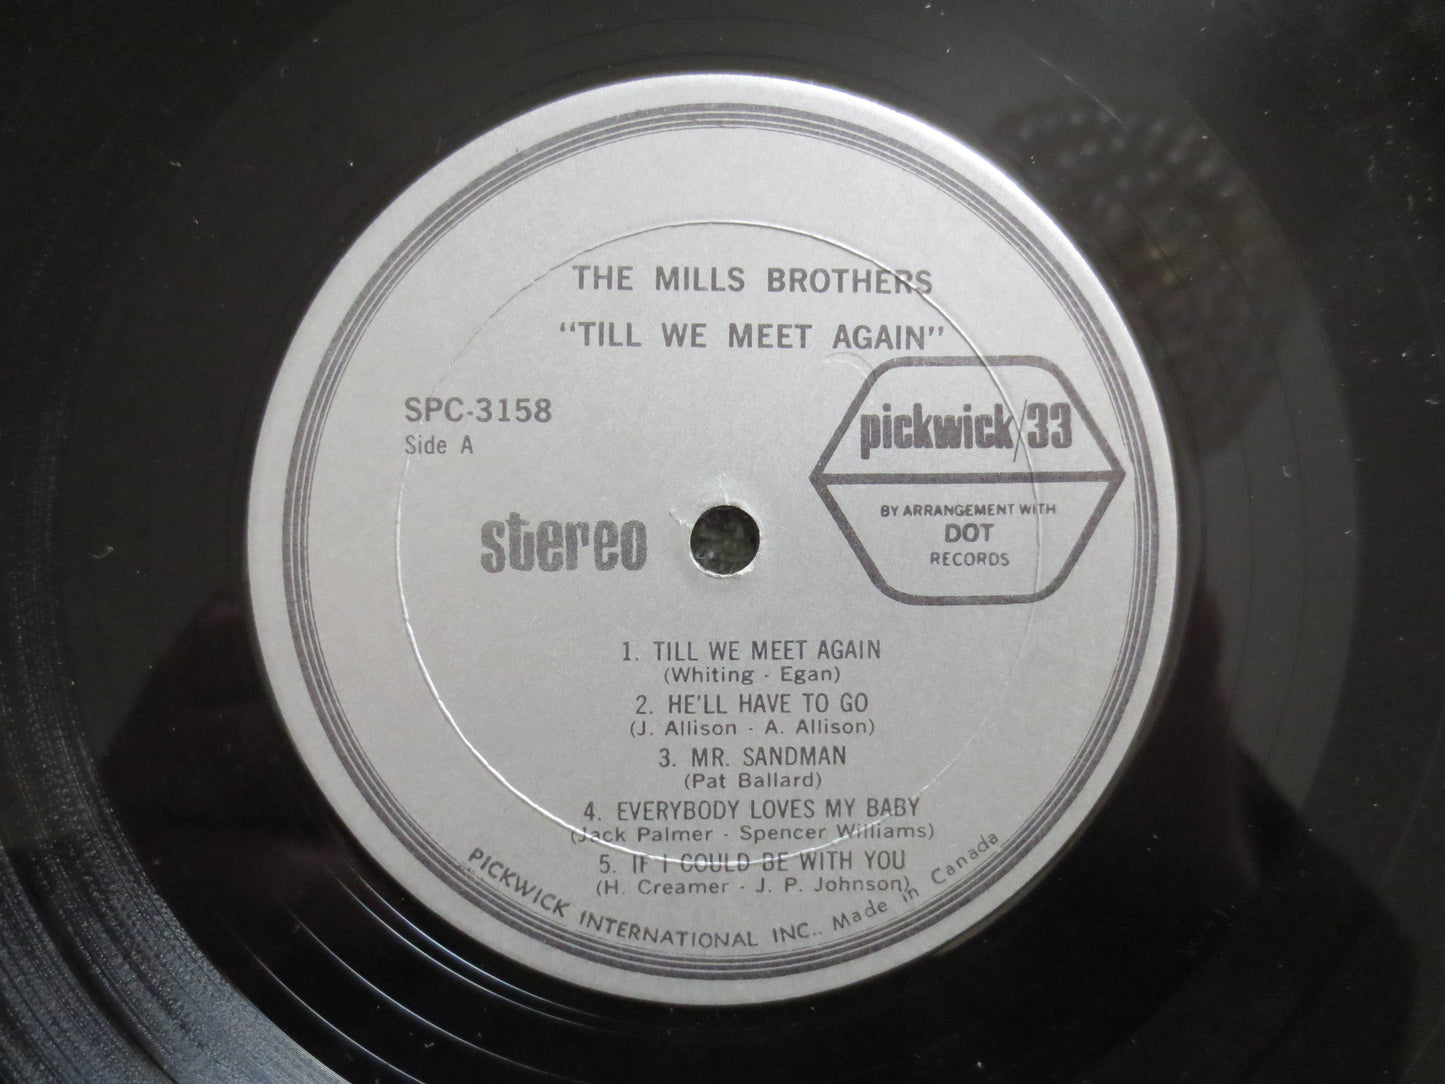 THE MILLS BROTHERS
"TILL WE MEET AGAIN"
SPC-3158
Side A
pickwick/33
BY ARRANGEMENT WITH
DOT
RECORDS
stereo
1. TILL WE MEET AGAIN
(Whiting - Egan)
2. HE'LL HAVE TO GO
(J. Allison - A. Allison)
3. MR. SANDMAN
(Pat Ballard)
4. EVERYBODY LOVES MY BABY
(Jack Palmer - Spencer Williams)
5. IF I COULD BE WITH YOU
(H. Creamer - J. P. Johnson)
PICKWICK INTERNATIONAL INC.. Made in Canada